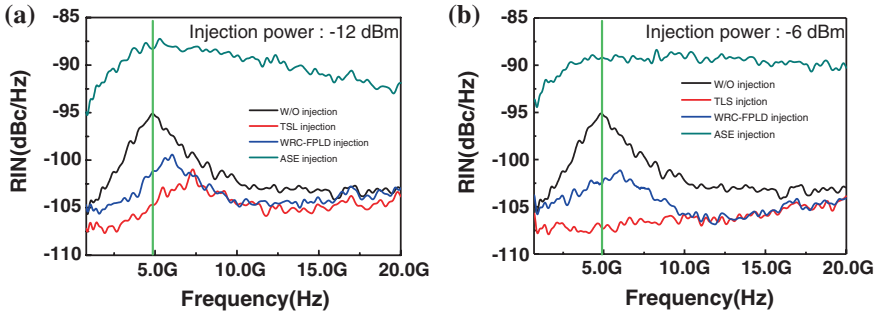 (a)
Injection power : -12 dBm
RIN(dBc/Hz)
-85
-90
-95
-100
-105
-110
W/O injection
TSL injection
WRC-FPLD injection
ASE injection
5.0G 10.0G 15.0G 20.0G
Frequency(Hz)
(b)
Injection power : -6 dBm
RIN(dBc/Hz)
-85
-90
-95
-100
-105
-110
W/O injection
TLS injection
WRC-FPLD injection
ASE injection
5.0G 10.0G 15.0G 20.0G
Frequency(Hz)